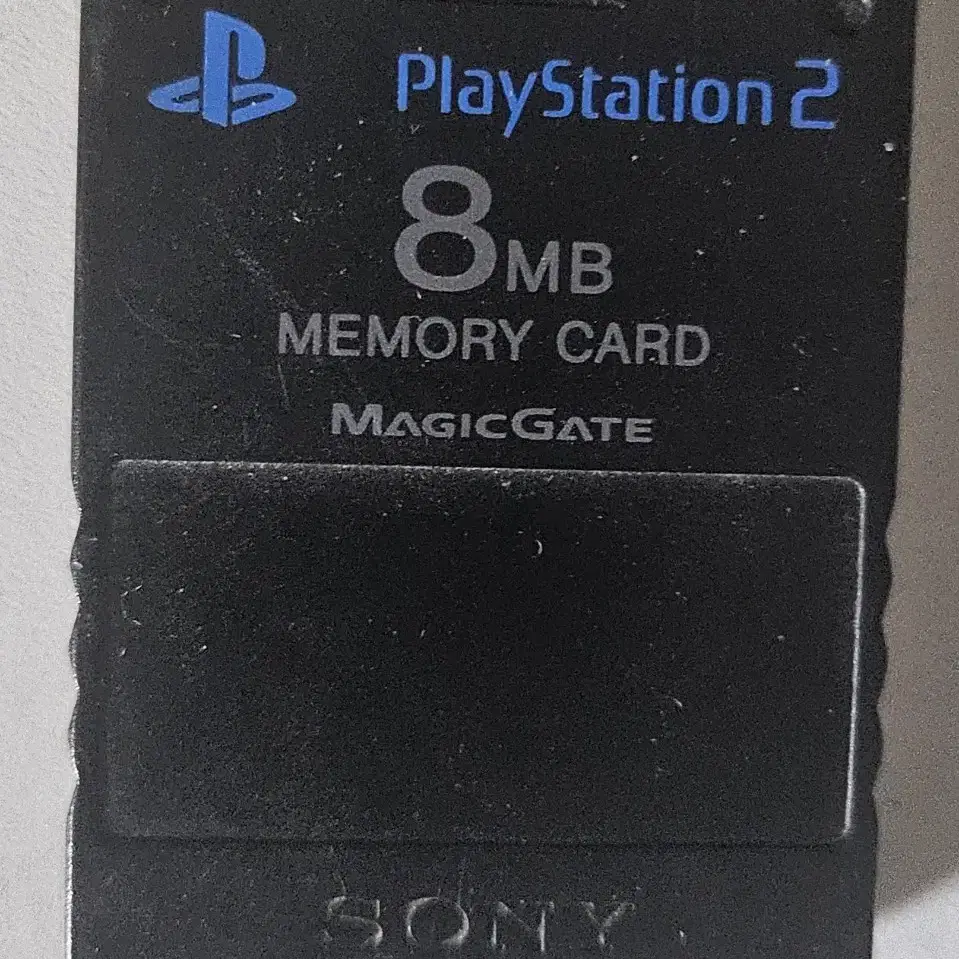 PlayStation 2
8MB
MEMORY CARD
MAGICGATE
SONY